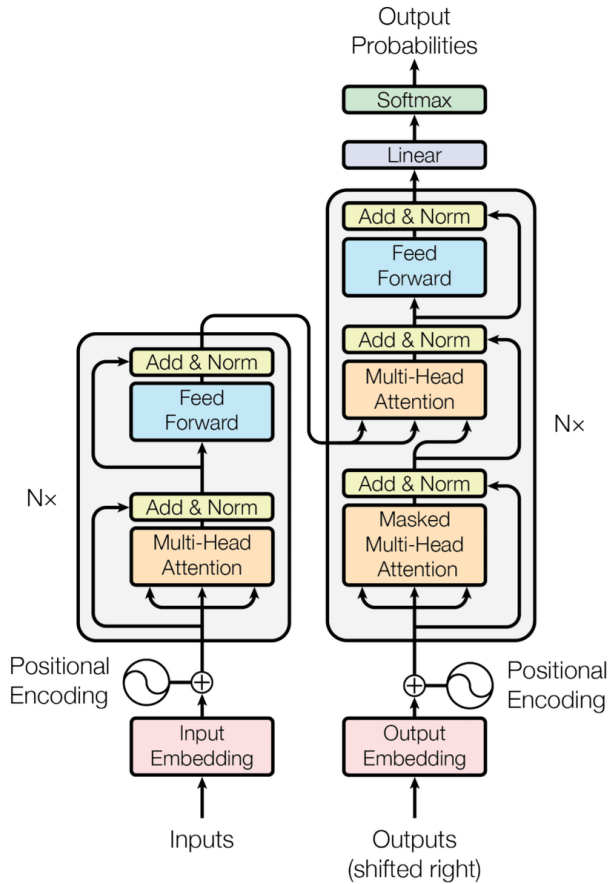 Output
Probabilities
Softmax
Linear
Add & Norm
Feed
Forward
Add & Norm
Multi-Head
Attention
Add & Norm
Masked
Multi-Head
Attention
N×
Add & Norm
Feed
Forward
Add & Norm
Multi-Head
Attention
N×
Positional
Encoding
Positional
Encoding
Input
Embedding
Output
Embedding
Inputs
Outputs
(shifted right)